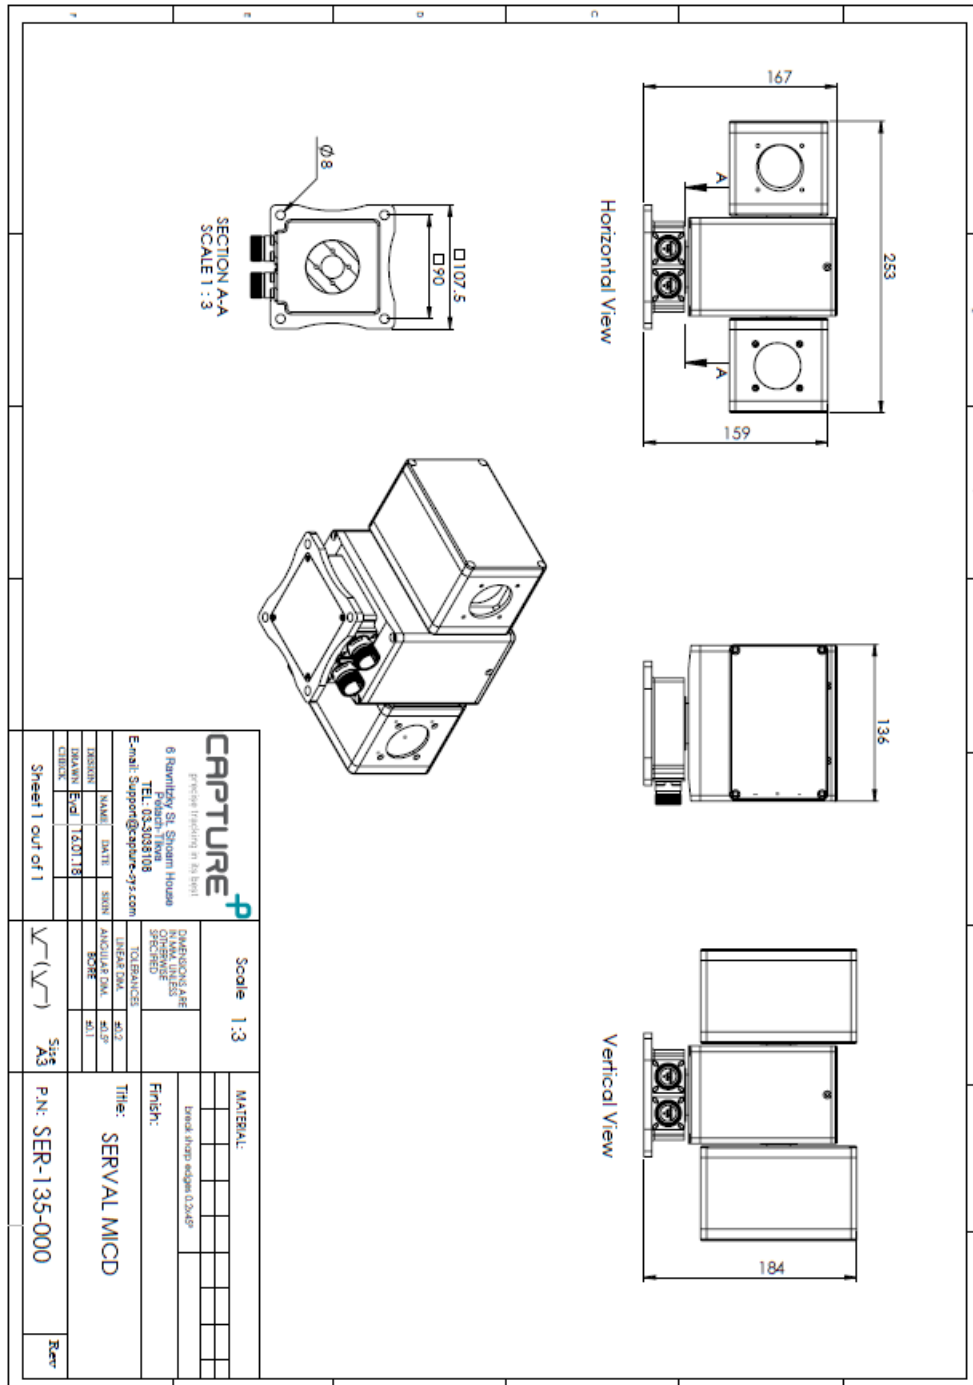 F
E
D
C
167
253
A
A
159
Horizontal View
136
Vertical View
184
Ø8
□107.5
□90
SECTION A-A
SCALE 1 : 3
CAPTURE
precise tracking in its best
6 Ravnitzky St. Shoam House
Petach-Tikva
TEL: 03-3038108
E-mail: Support@capture-sys.com
NAME DATE SIGN
DESIGN
DRAWN Eyal 16.01.18
CHECK
Sheet 1 out of 1
Scale 1:3
DIMENSIONS ARE
IN MM, UNLESS
OTHERWISE
SPECIFIED
TOLERANCES
LINEAR DIM. ±0.2
ANGULAR DIM. ±0.5°
BORE ±0.1
Size
A3
MATERIAL:
break sharp edges 0.2x45°
Finish:
Title: SERVAL MICD
P.N: SER-135-000
Rev